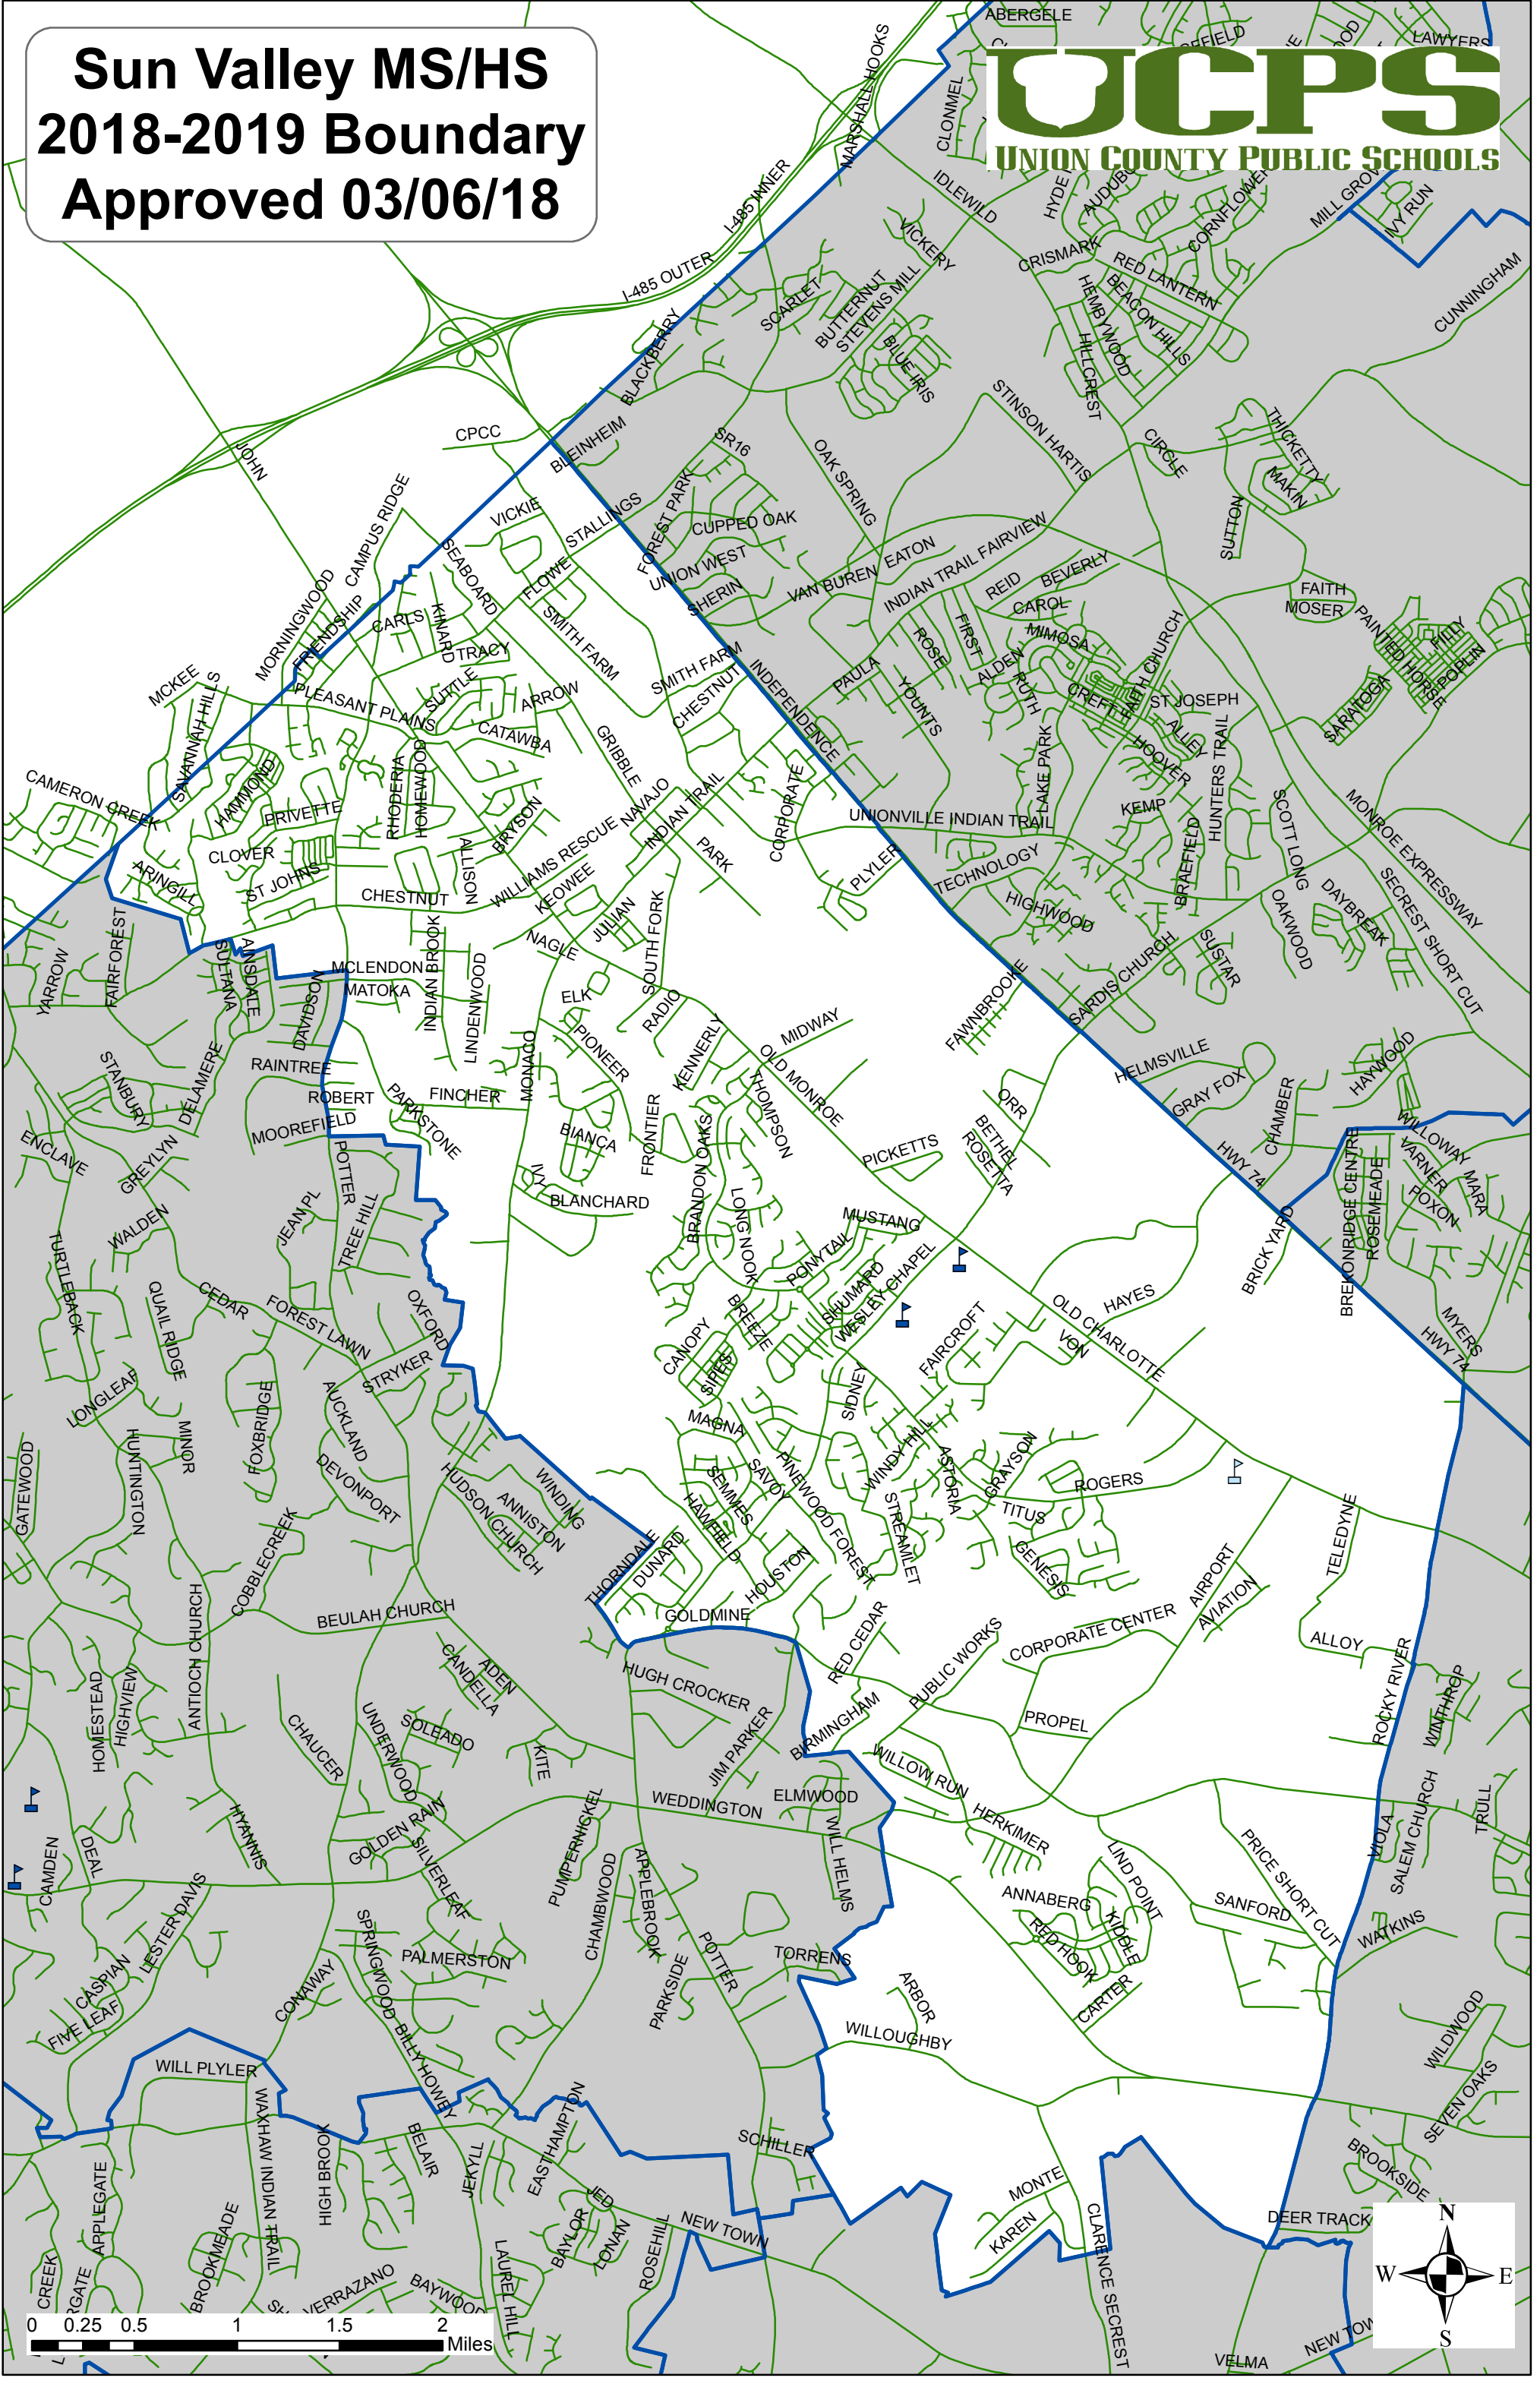 Sun Valley MS/HS
2018-2019 Boundary
Approved 03/06/18
UCPS
UNION COUNTY PUBLIC SCHOOLS
ABERGELE
LAWYERS
MARSHALL HOOKS
CLONMEL
I-485 INNER
I-485 OUTER
IDLEWILD
MILL GROV
IVY RUN
CORNFLOWER
CRISMARK
RED LANTERN
VICKERY
CUNNINGHAM
SCARLET
BUTTERNUT
STEVENS MILL
HEMBYWOOD
BEACON HILLS
HILLCREST
BLUE IRIS
BLACKBERRY
BLEINHEIM
CPCC
JOHN
SR16
STINSON HARTIS
OAK SPRING
CIRCLE
THICKETTY
MAKIN
SUTTON
CAMPUS RIDGE
VICKIE
STALLINGS
FOREST PARK
CUPPED OAK
UNION WEST
SHERIN
VAN BUREN
EATON
INDIAN TRAIL FAIRVIEW
REID
BEVERLY
CAROL
MIMOSA
FAITH
MOSER
PAINTED HORSE
FILLY
POPLIN
SARATOGA
SEABOARD
FLOWE
SMITH FARM
MORNINGWOOD
FRIENDSHIP
CARLS
KINARD
TRACY
SUTTLE
ARROW
SMITH FARM
CHESTNUT
INDEPENDENCE
PAULA
ROSE
FIRST
ALDEN
RUTH
YOUNTS
CREFT
FAITH CHURCH
ST JOSEPH
ALLEY
HOOVER
HUNTERS TRAIL
LAKE PARK
MCKEE
SAVANNAH HILLS
PLEASANT PLAINS
CATAWBA
GRIBBLE
CAMERON CREEK
HAMMOND
PRIVETTE
RHODERIA
HOMEWOOD
BRYSON
NAVAJO
WILLIAMS RESCUE
INDIAN TRAIL
PARK
CORPORATE
PLYLER
UNIONVILLE INDIAN TRAIL
KEMP
SCOTT LONG
MONROE EXPRESSWAY
SECREST SHORT CUT
TECHNOLOGY
HIGHWOOD
BRAEFIELD
OAKWOOD
DAYBREAK
SUSTAR
SARDIS CHURCH
ARINGILL
CLOVER
ST JOHNS
CHESTNUT
ALLISON
KEOWEE
JULIAN
NAGLE
SOUTH FORK
YARROW
FAIRFOREST
SULTANA
AINSDALE
DAVIDSON
MCLENDON
MATOKA
INDIAN BROOK
LINDENWOOD
ELK
PIONEER
RADIO
KENNERLY
MIDWAY
OLD MONROE
THOMPSON
FAWNBROOKE
HELMSVILLE
GRAY FOX
HAYWOOD
CHAMBER
STANBURY
DELAMERE
RAINTREE
ROBERT
MOOREFIELD
PARKSTONE
FINCHER
MONACO
BIANCA
FRONTIER
BRANDON OAKS
ORR
BETHEL
ROSETTA
PICKETTS
HWY 74
WILLOWAY
VARNER
MARA
FOXON
BREKONRIDGE CENTRE
ROSEMEADE
BRICK YARD
MYERS
HWY 74
ENCLAVE
GREYLYN
POTTER
JEAN PL
TREE HILL
IVY
BLANCHARD
LONG NOOK
MUSTANG
PONYTAIL
SHUMARD
WESLEY CHAPEL
WALDEN
TURTLEBACK
QUAIL RIDGE
CEDAR
FOREST LAWN
OXFORD
STRYKER
BREEZE
CANOPY
SIPES
SIDNEY
FAIRCROFT
HAYES
VON
OLD CHARLOTTE
LONGLEAF
HUNTINGTON
MINOR
FOXBRIDGE
AUCKLAND
DEVONPORT
GATEWOOD
COBBLECREEK
HUDSON CHURCH
ANNISTON
WINDING
MAGNA
SAVOY
SEMMES
HAWFIELD
PINEWOOD FOREST
WINDY HILL
ASTORIA
GRAYSON
STREAMLET
TITUS
ROGERS
GENESIS
TELEDYNE
THORNDALE
DUNARD
HOUSTON
GOLDMINE
AIRPORT
AVIATION
ALLOY
ROCKY RIVER
WINTHROP
ANTIOCH CHURCH
BEULAH CHURCH
CANDELLA
ADEN
HUGH CROCKER
JIM PARKER
RED CEDAR
BIRMINGHAM
PUBLIC WORKS
CORPORATE CENTER
PROPEL
HOMESTEAD
HIGHVIEW
CHAUCER
UNDERWOOD
SOLEADO
KITE
WEDDINGTON
ELMWOOD
WILLOW RUN
HERKIMER
HYANNIS
GOLDEN RAIN
SILVERLEAF
PUMPERNICKEL
WILL HELMS
LIND POINT
PRICE SHORT CUT
VIOLA
SALEM CHURCH
TRULL
CAMDEN
DEAL
LESTER DAVIS
CHAMBWOOD
APPLEBROOK
ANNABERG
RED HOOK
KIDDLE
SANFORD
CARTER
WATKINS
CASPIAN
FIVE LEAF
CONAWAY
SPRINGWOOD
PALMERSTON
PARKSIDE
POTTER
TORRENS
ARBOR
WILLOUGHBY
WILDWOOD
SEVEN OAKS
BILLY HOWEY
WILL PLYLER
WAXHAW INDIAN TRAIL
HIGH BROOK
BELAIR
JEKYLL
EASTHAMPTON
SCHILLER
BROOKSIDE
APPLEGATE
BROOKMEADE
JED
BAYLOR
LONAN
ROSEHILL
NEW TOWN
MONTE
KAREN
CLARENCE SECREST
DEER TRACK
CREEK
VERRAZANO
BAYWOOD
LAUREL HILL
NEW TOW
VELMA
N
W E
S
0 0.25 0.5 1 1.5 2
Miles